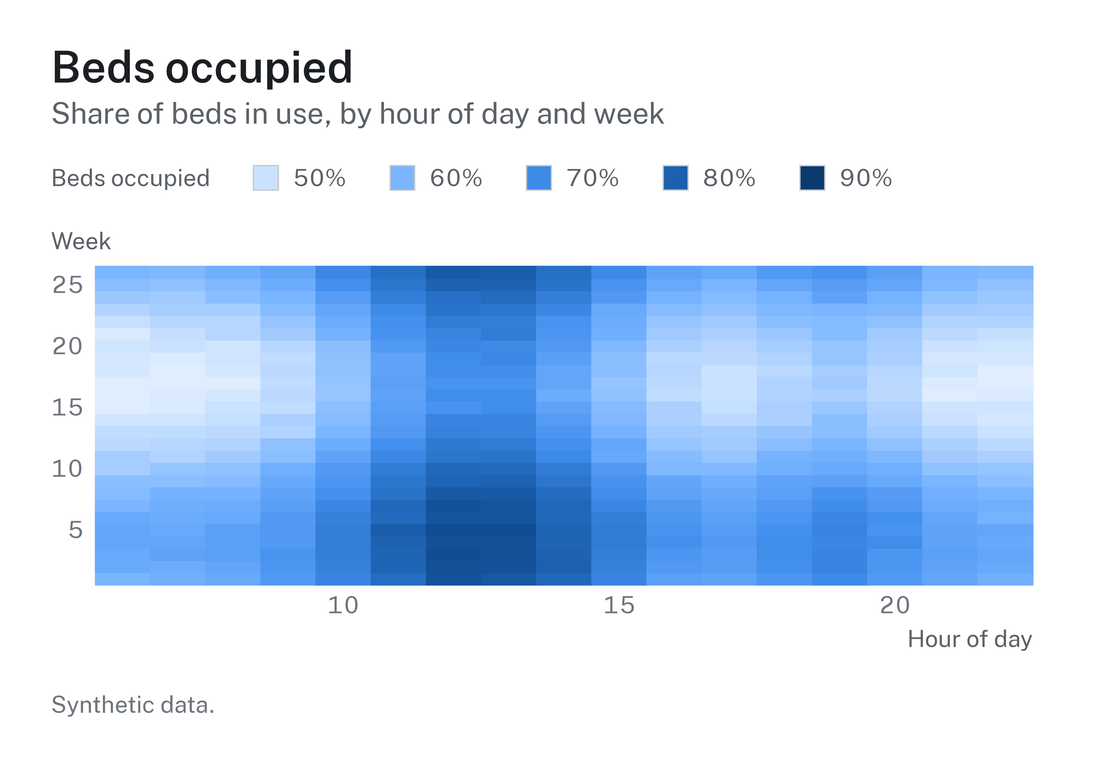 Beds occupied
Share of beds in use, by hour of day and week
Beds occupied 50% 60% 70% 80% 90%
Week
25
20
15
10
5
10 15 20
Hour of day
Synthetic data.